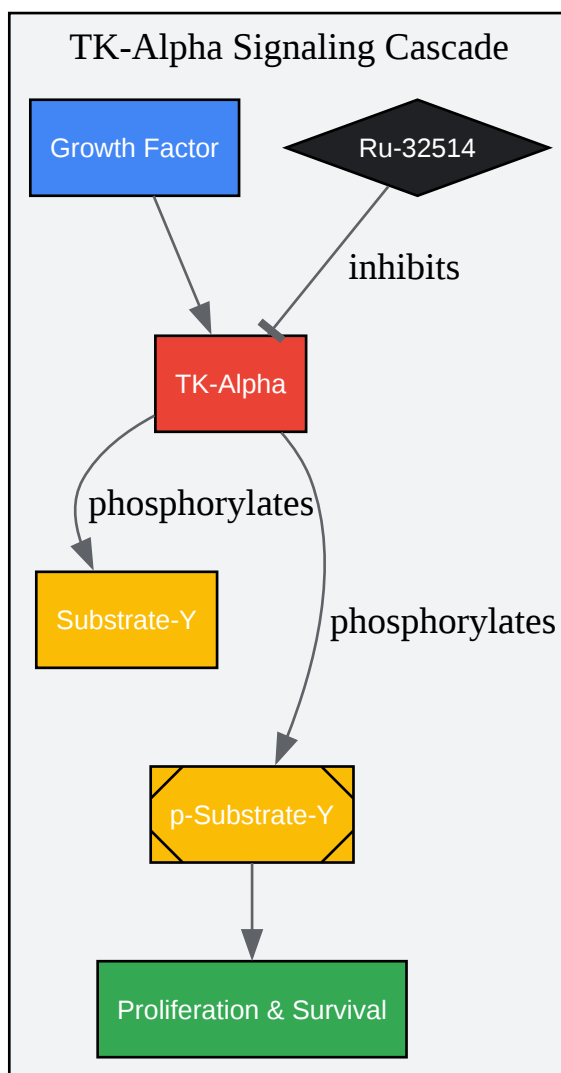 TK-Alpha Signaling Cascade
Growth Factor
Ru-32514
inhibits
TK-Alpha
phosphorylates
Substrate-Y
phosphorylates
p-Substrate-Y
Proliferation & Survival